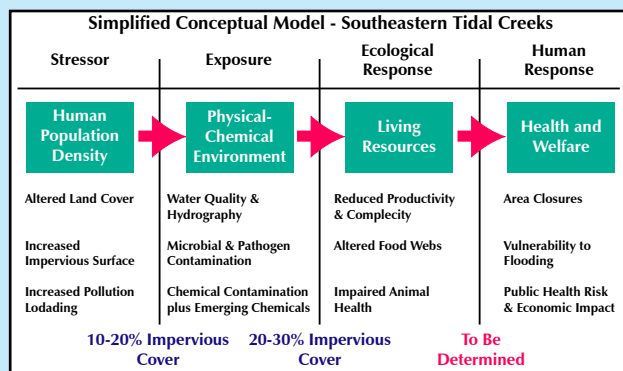 Simplified Conceptual Model - Southeastern Tidal Creeks
Stressor
Exposure
Ecological
Response
Human
Response
Human
Population
Density
Physical-
Chemical
Environment
Living
Resources
Health and
Welfare
Altered Land Cover
Increased
Impervious Surface
Increased Pollution
Lodading
Water Quality &
Hydrography
Microbial & Pathogen
Contamination
Chemical Contamination
plus Emerging Chemicals
Reduced Productivity
& Complecity
Altered Food Webs
Impaired Animal
Health
Area Closures
Vulnerability to
Flooding
Public Health Risk
& Economic Impact
10-20% Impervious
Cover
20-30% Impervious
Cover
To Be
Determined